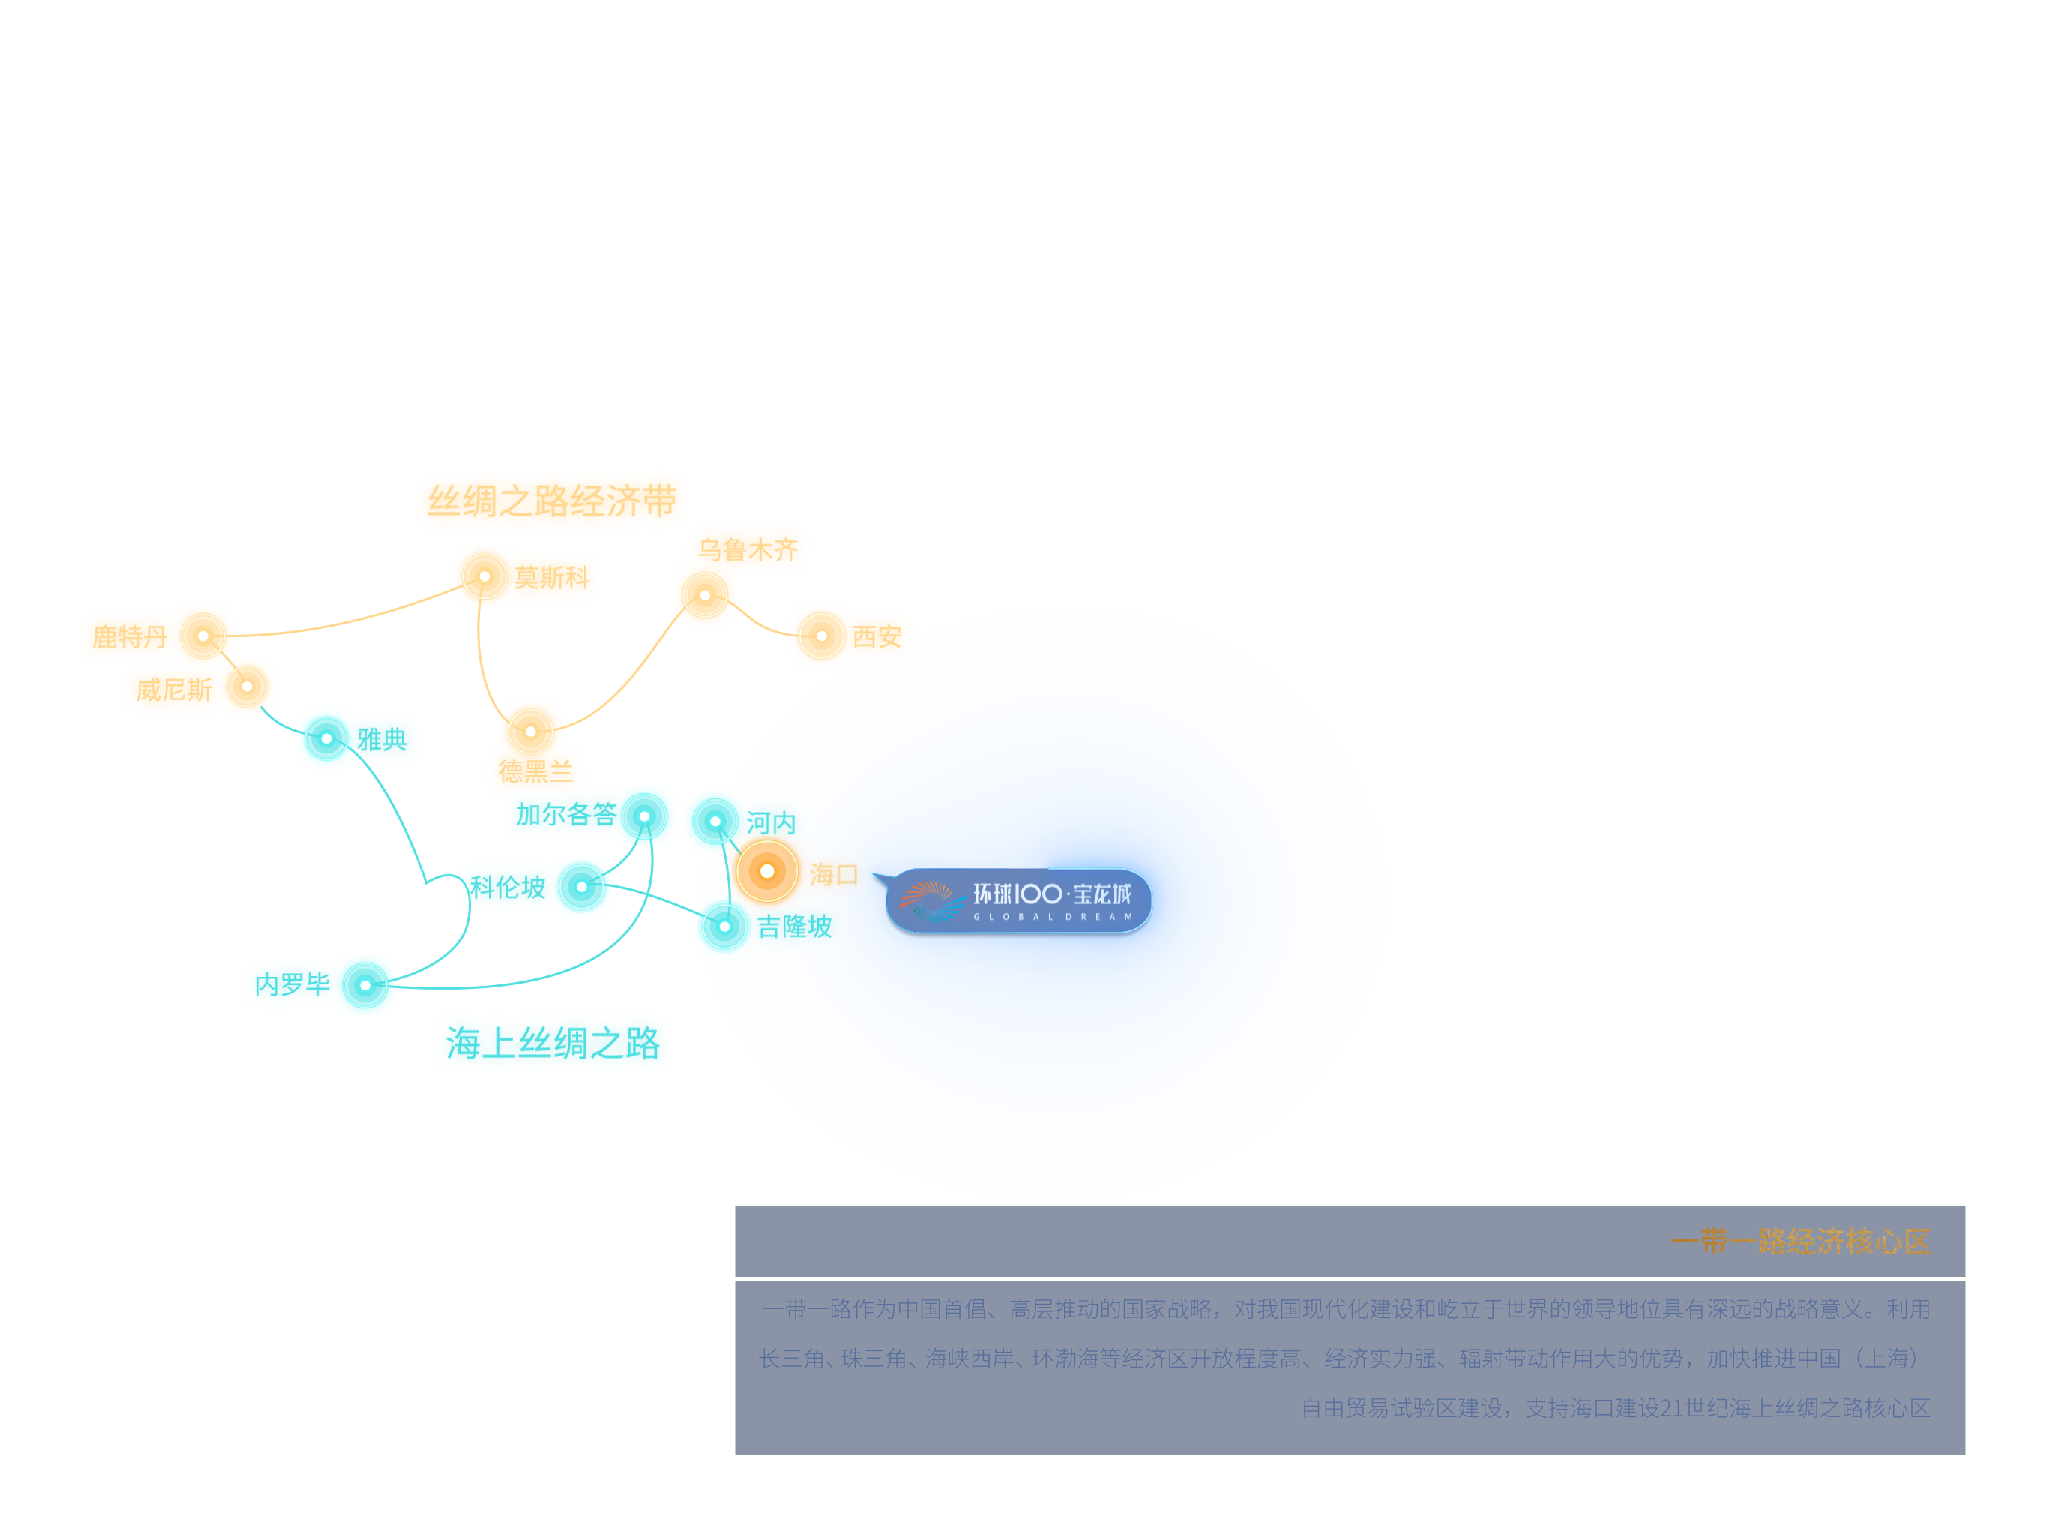 丝绸之路经济带
乌鲁木齐
莫斯科
鹿特丹
西安
威尼斯
雅典
德黑兰
加尔各答
河内
海口
科伦坡
环球100·宝龙城
GLOBAL DREAM
吉隆坡
内罗毕
海上丝绸之路
一带一路经济核心区
一带一路作为中国首倡、高层推动的国家战略，对我国现代化建设和屹立于世界的领导地位具有深远的战略意义。利用
长三角、珠三角、海峡西岸、环渤海等经济区开放程度高、经济实力强、辐射带动作用大的优势，加快推进中国（上海）
自由贸易试验区建设，支持海口建设21世纪海上丝绸之路核心区